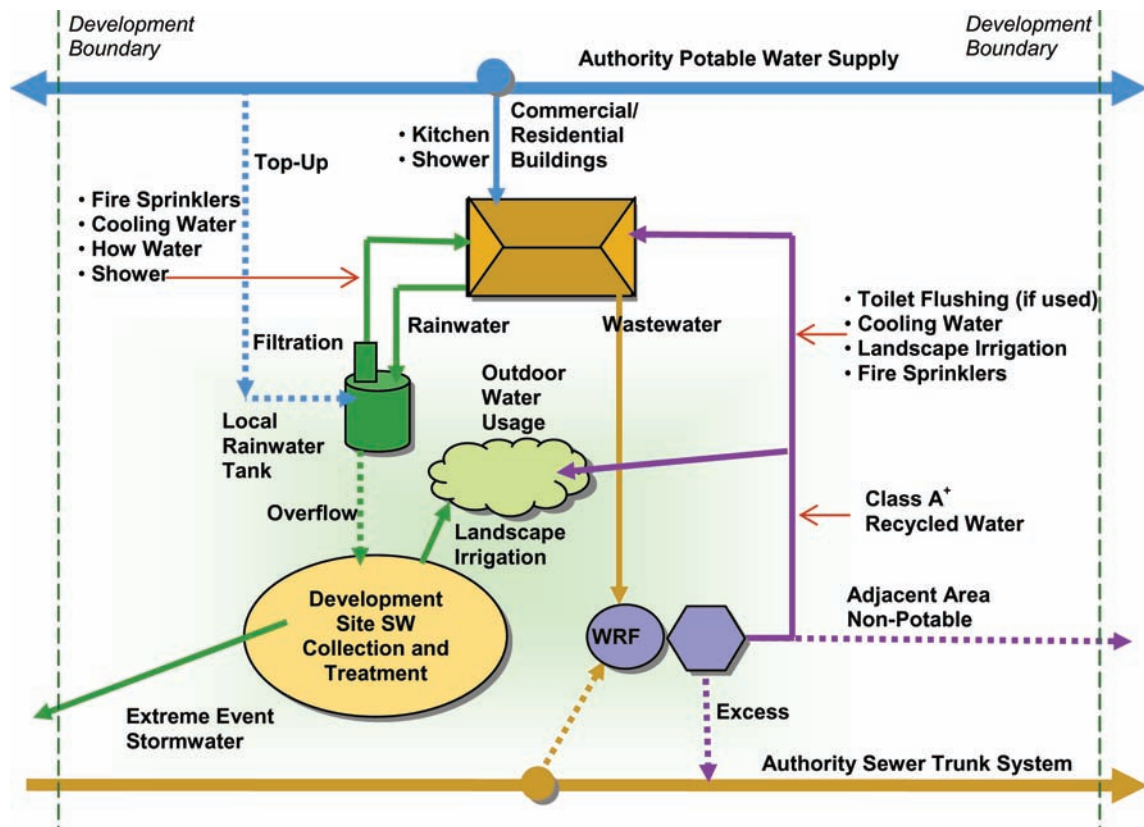 Development
Boundary
Development
Boundary
Authority Potable Water Supply
• Kitchen
• Shower
Commercial/
Residential
Buildings
Top-Up
• Fire Sprinklers
• Cooling Water
• How Water
• Shower
Filtration
Rainwater
Wastewater
• Toilet Flushing (if used)
• Cooling Water
• Landscape Irrigation
• Fire Sprinklers
Outdoor
Water
Usage
Local
Rainwater
Tank
Overflow
Landscape
Irrigation
Class A+
Recycled Water
Development
Site SW
Collection and
Treatment
WRF
Adjacent Area
Non-Potable
Extreme Event
Stormwater
Excess
Authority Sewer Trunk System